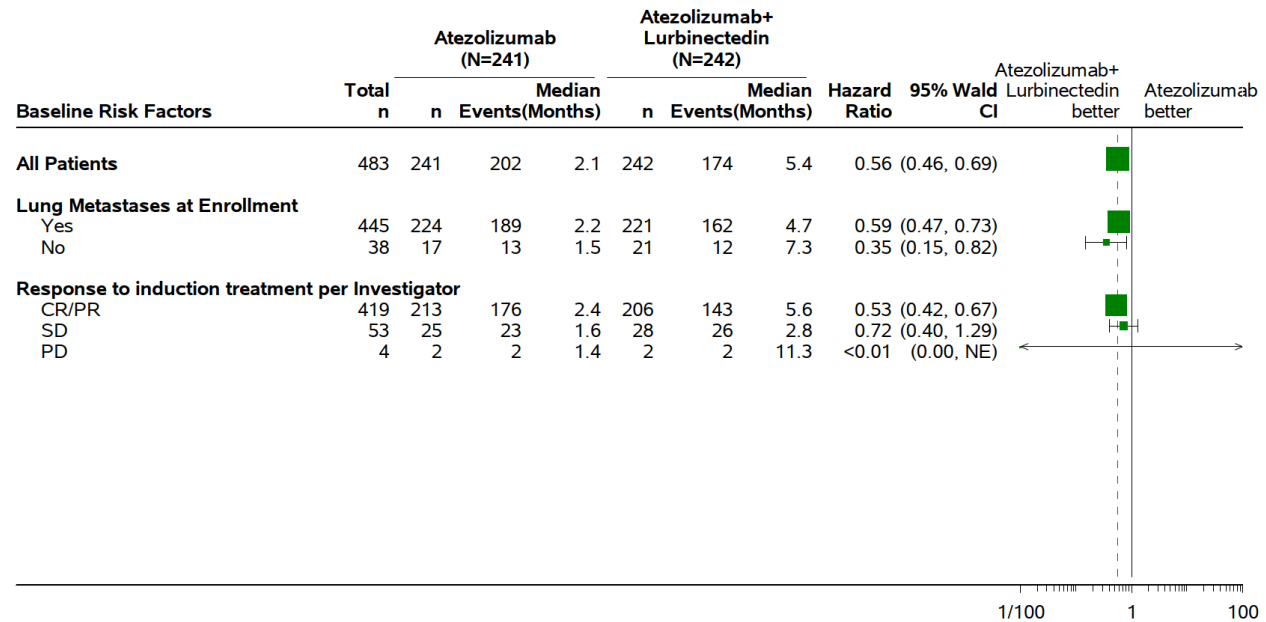 Atezolizumab+
Atezolizumab Lurbinectedin
(N=241) (N=242) Atezolizumab+
Total Median Median Hazard 95% Wald Lurbinectedin Atezolizumab
Baseline Risk Factors n n Events(Months) n Events(Months) Ratio CI better better
All Patients 483 241 202 2.1 242 174 5.4 0.56 (0.46, 0.69)
Lung Metastases at Enrollment
Yes 445 224 189 2.2 221 162 4.7 0.59 (0.47, 0.73)
No 38 17 13 1.5 21 12 7.3 0.35 (0.15, 0.82)
Response to induction treatment per Investigator
CR/PR 419 213 176 2.4 206 143 5.6 0.53 (0.42, 0.67)
SD 53 25 23 1.6 28 26 2.8 0.72 (0.40, 1.29)
PD 4 2 2 1.4 2 2 11.3 <0.01 (0.00, NE)
1/100 1 100